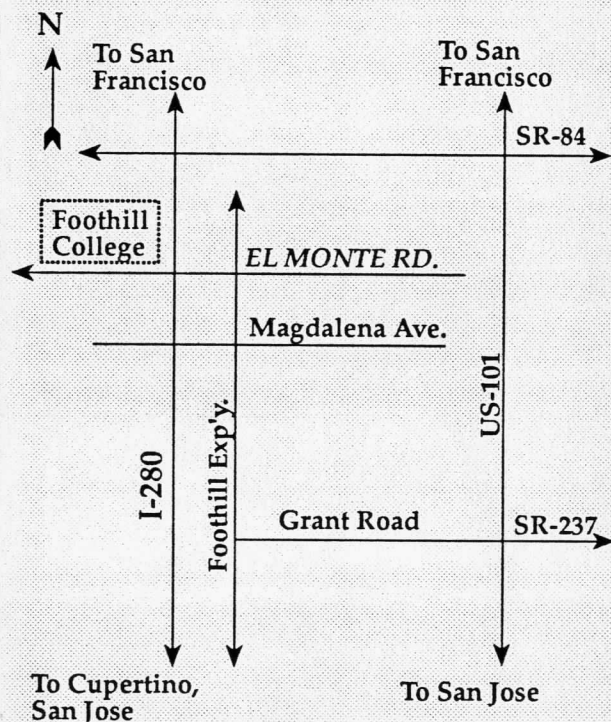 N
To San
Francisco
To San
Francisco
SR-84
Foothill
College
EL MONTE RD.
Magdalena Ave.
US-101
I-280
Foothill Exp'y.
Grant Road
SR-237
To Cupertino,
San Jose
To San Jose